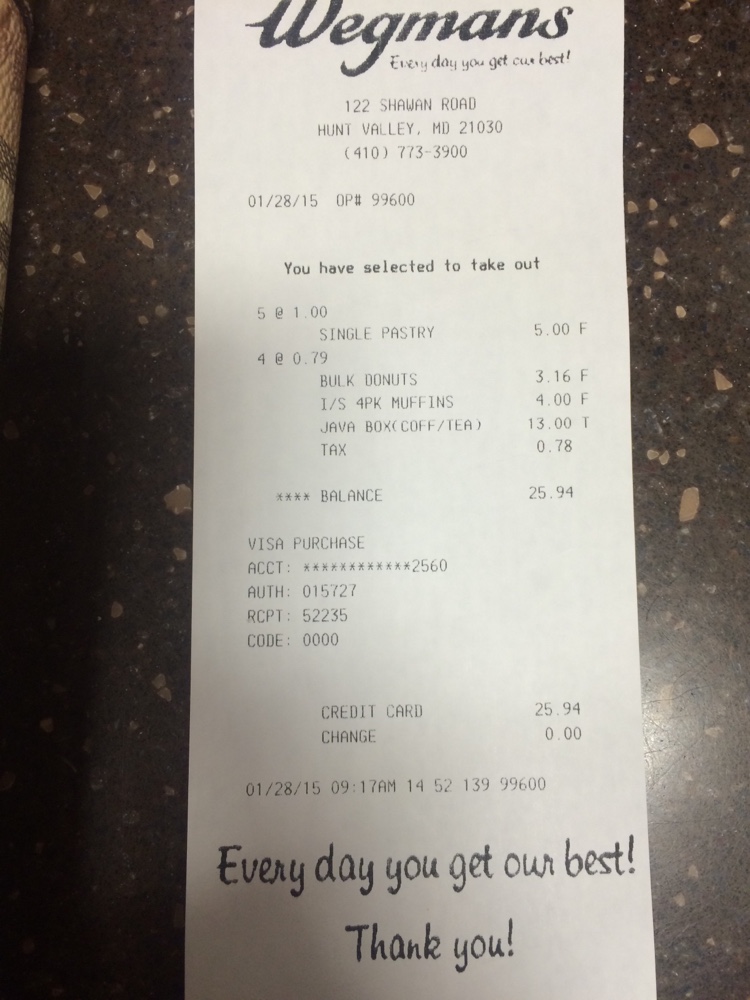 Wegmans
Every day you get our best!
122 SHAWAN ROAD
HUNT VALLEY, MD 21030
(410) 773-3900
01/28/15 OP# 99600
You have selected to take out
5 @ 1.00
SINGLE PASTRY 5.00 F
4 @ 0.79
BULK DONUTS 3.16 F
I/S 4PK MUFFINS 4.00 F
JAVA BOX(COFF/TEA) 13.00 T
TAX 0.78
**** BALANCE 25.94
VISA PURCHASE
ACCT: ************2560
AUTH: 015727
RCPT: 52235
CODE: 0000
CREDIT CARD 25.94
CHANGE 0.00
01/28/15 09:17AM 14 52 139 99600
Every day you get our best!
Thank you!